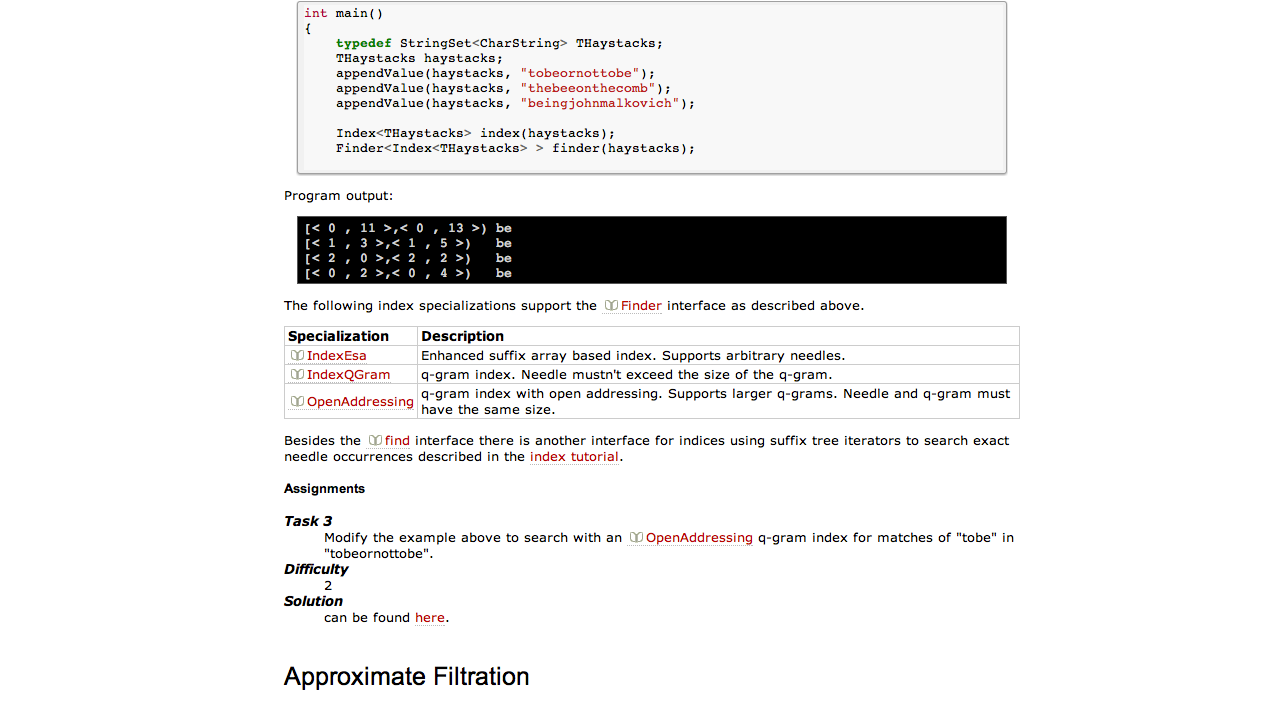 int main()
{
    typedef StringSet<CharString> THaystacks;
    THaystacks haystacks;
    appendValue(haystacks, "tobeornottobe");
    appendValue(haystacks, "thebeeonthecomb");
    appendValue(haystacks, "beingjohnmalkovich");
    Index<THaystacks> index(haystacks);
    Finder<Index<THaystacks> > finder(haystacks);
Program output:
[< 0 , 11 >,< 0 , 13 >) be
[< 1 , 3 >,< 1 , 5 >)   be
[< 2 , 0 >,< 2 , 2 >)   be
[< 0 , 2 >,< 0 , 4 >)   be
The following index specializations support the Finder interface as described above.
Specialization Description
IndexEsa Enhanced suffix array based index. Supports arbitrary needles.
IndexQGram q-gram index. Needle mustn't exceed the size of the q-gram.
OpenAddressing q-gram index with open addressing. Supports larger q-grams. Needle and q-gram must
have the same size.
Besides the find interface there is another interface for indices using suffix tree iterators to search exact
needle occurrences described in the index tutorial.
Assignments
Task 3
Modify the example above to search with an OpenAddressing q-gram index for matches of "tobe" in
"tobeornottobe".
Difficulty
2
Solution
can be found here.
Approximate Filtration